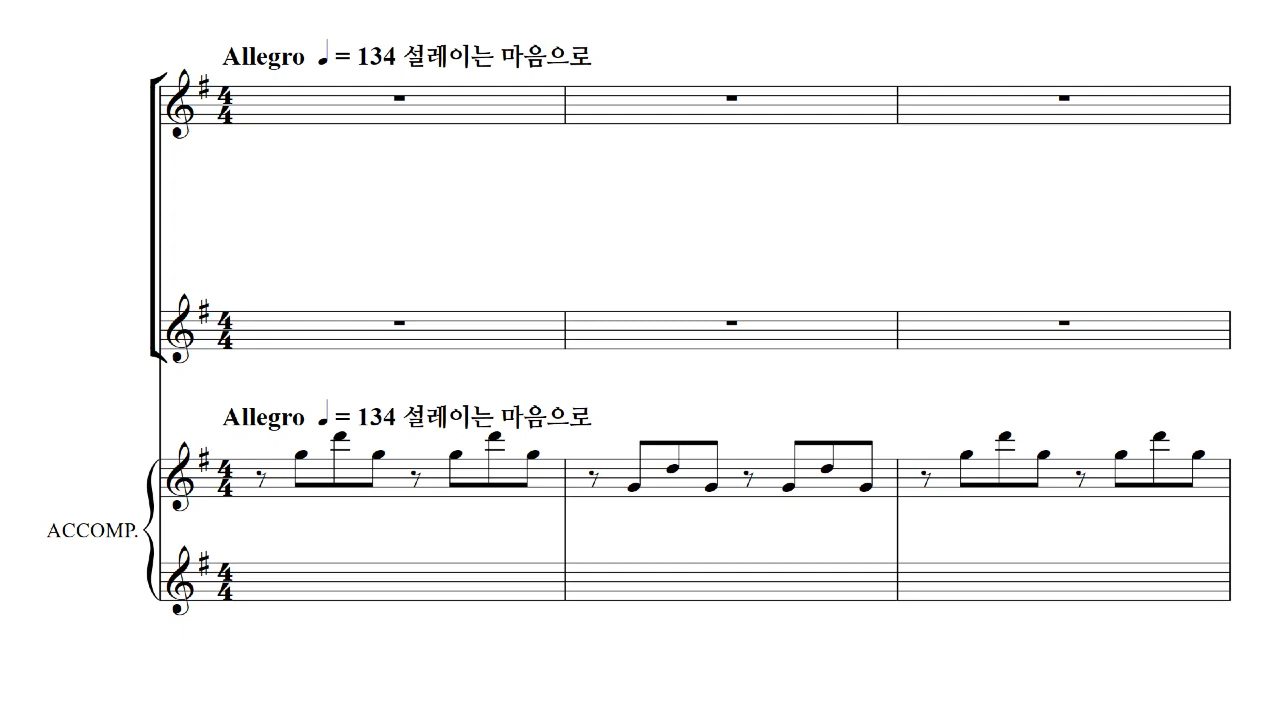 Allegro ♩ = 134 설레이는 마음으로
Allegro ♩ = 134 설레이는 마음으로
ACCOMP.